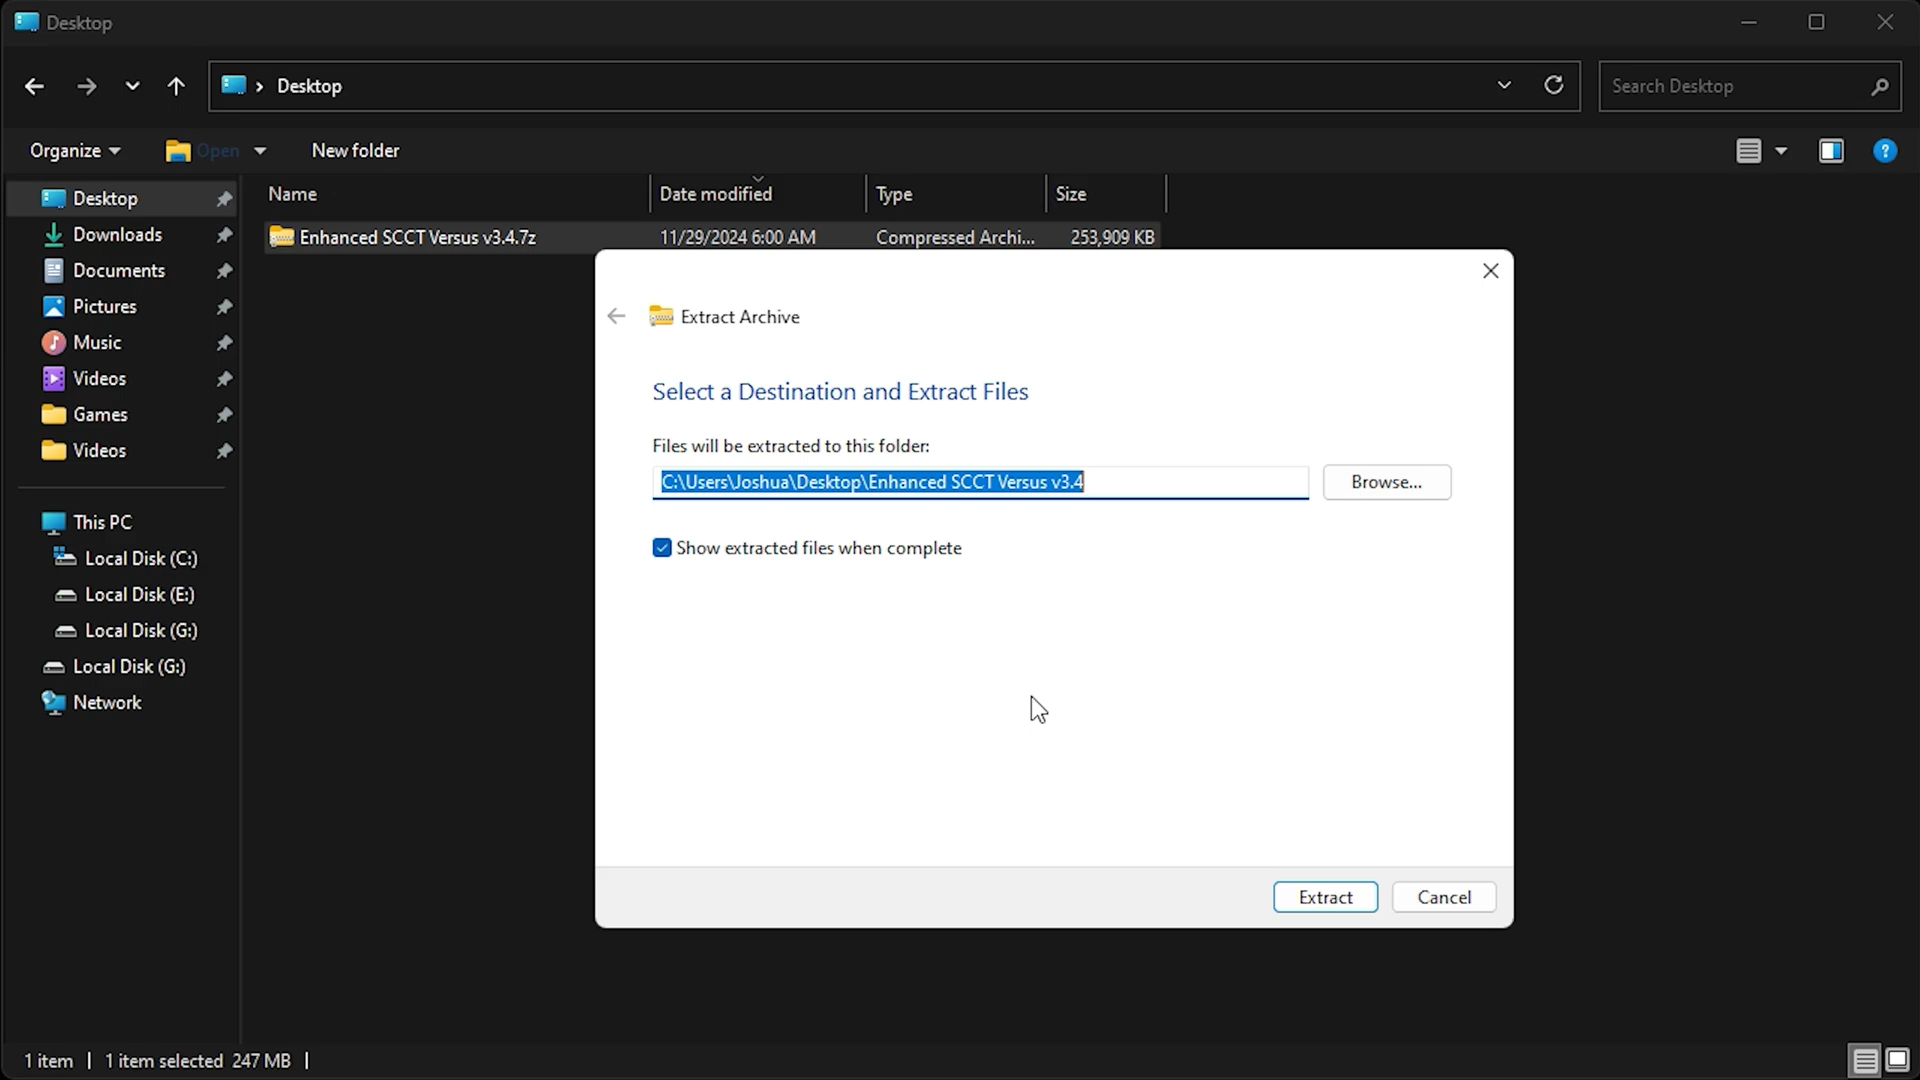 Desktop
Desktop
Search Desktop
Organize
Open
New folder
Name
Date modified
Type
Size
Desktop
Downloads
Documents
Pictures
Music
Videos
Games
Videos
This PC
Local Disk (C:)
Local Disk (E:)
Local Disk (G:)
Local Disk (G:)
Network
Enhanced SCCT Versus v3.4.7z 11/29/2024 6:00 AM Compressed Archi... 253,909 KB
Extract Archive
Select a Destination and Extract Files
Files will be extracted to this folder:
C:\Users\Joshua\Desktop\Enhanced SCCT Versus v3.4
Browse...
Show extracted files when complete
Extract
Cancel
1 item | 1 item selected 247 MB |